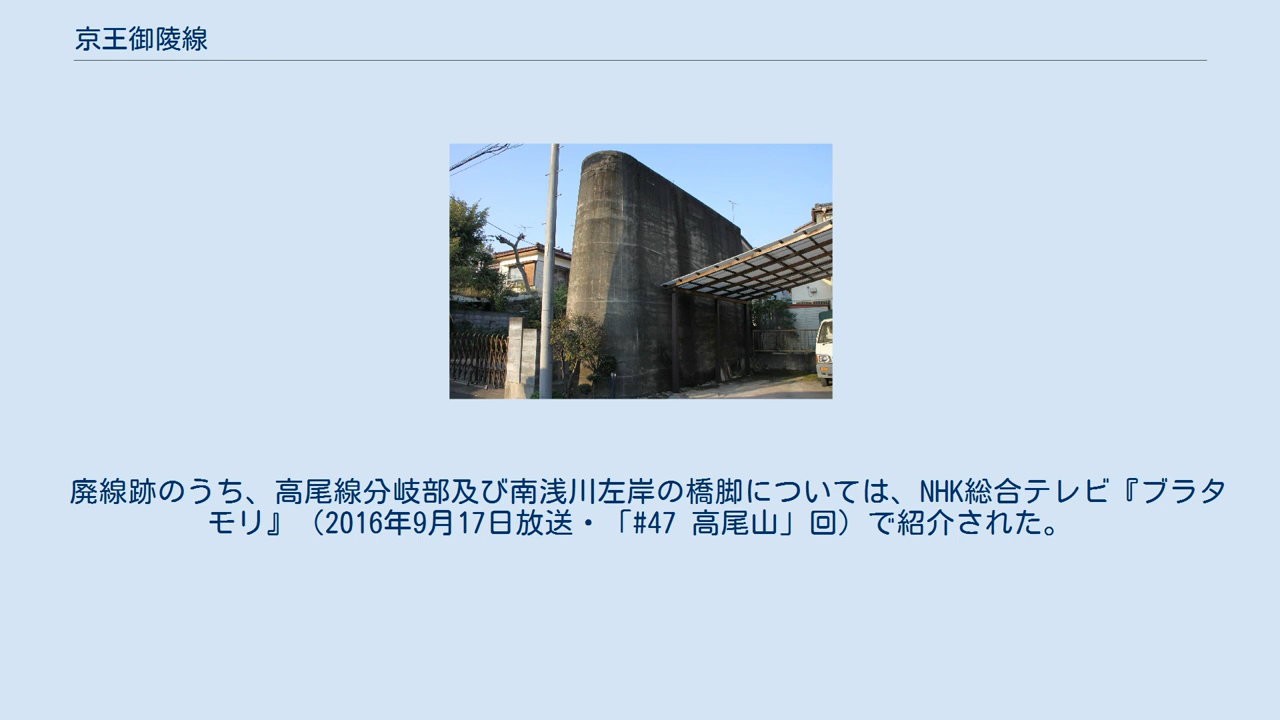 京王御陵線
廃線跡のうち、高尾線分岐部及び南浅川左岸の橋脚については、NHK総合テレビ『ブラタ
モリ』（2016年9月17日放送・「#47 高尾山」回）で紹介された。